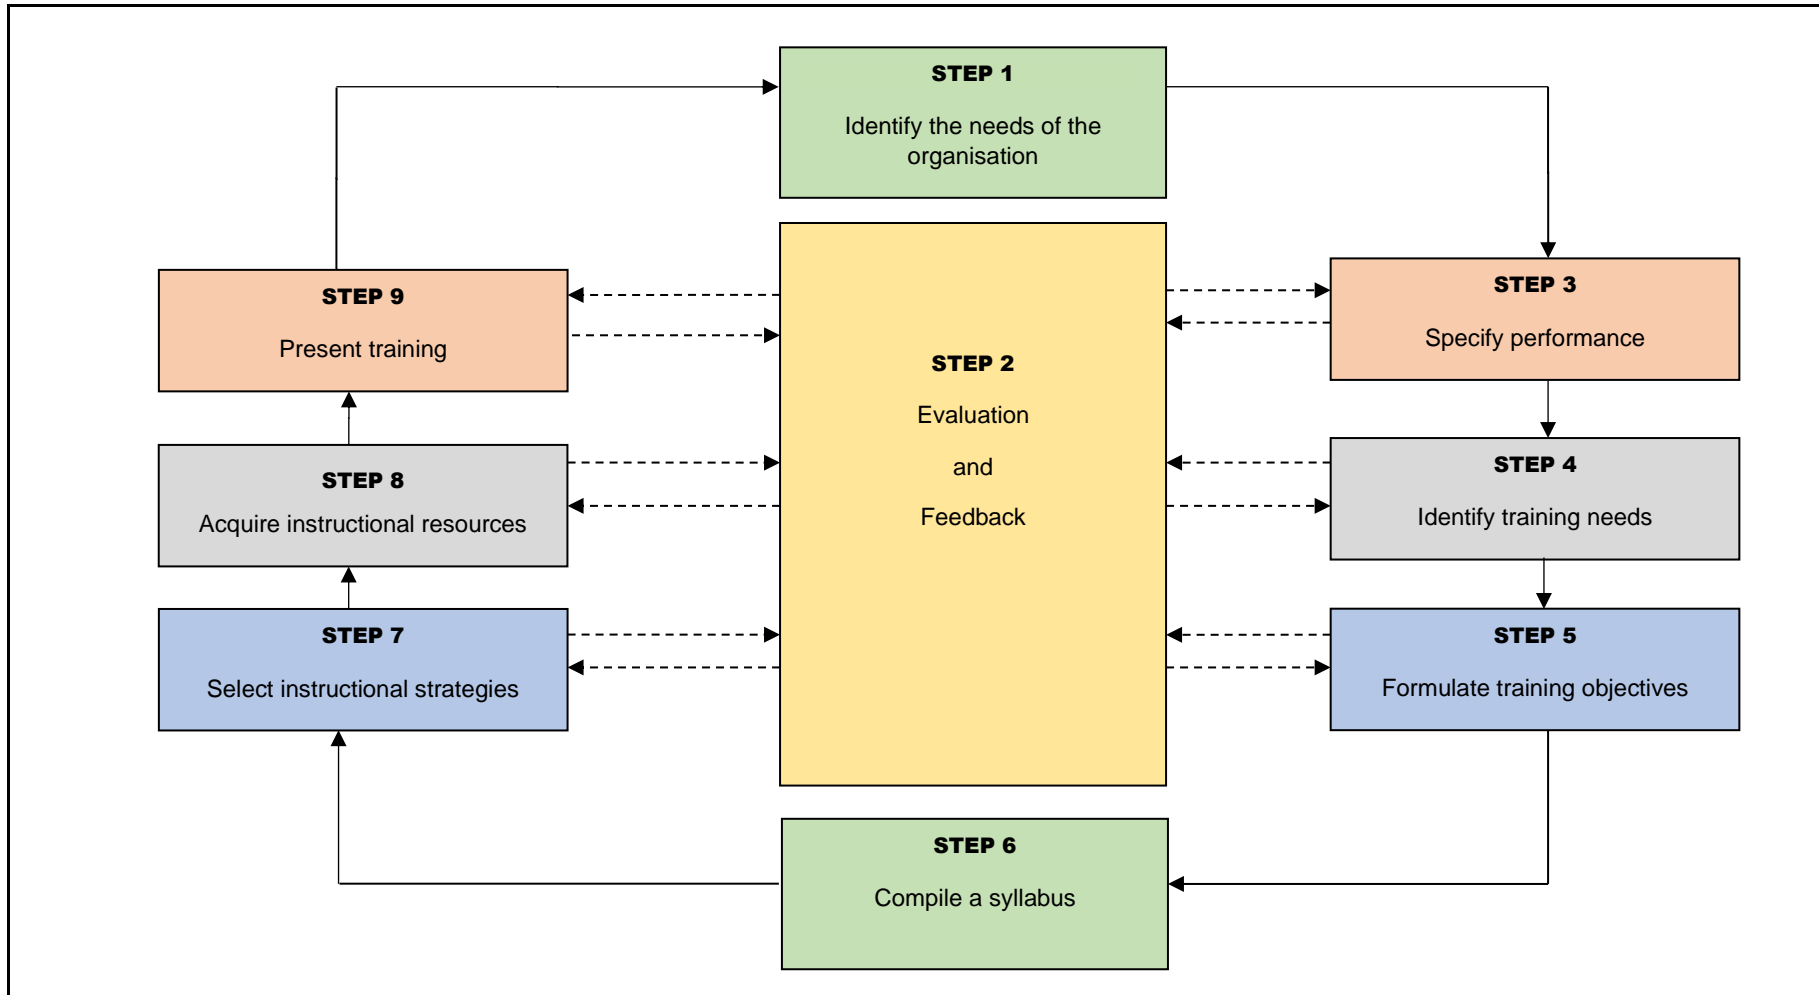 STEP 1
Identify the needs of the
organisation
STEP 2
Evaluation
and
Feedback
STEP 3
Specify performance
STEP 4
Identify training needs
STEP 5
Formulate training objectives
STEP 6
Compile a syllabus
STEP 7
Select instructional strategies
STEP 8
Acquire instructional resources
STEP 9
Present training